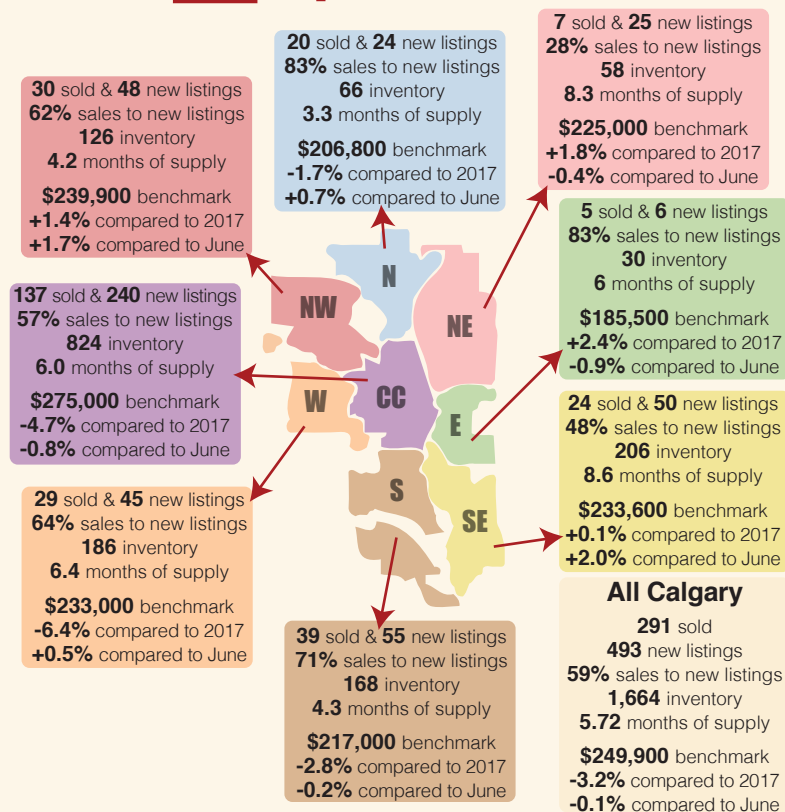 7 sold & 25 new listings
28% sales to new listings
58 inventory
8.3 months of supply
$225,000 benchmark
+1.8% compared to 2017
-0.4% compared to June
20 sold & 24 new listings
83% sales to new listings
66 inventory
3.3 months of supply
$206,800 benchmark
-1.7% compared to 2017
+0.7% compared to June
30 sold & 48 new listings
62% sales to new listings
126 inventory
4.2 months of supply
$239,900 benchmark
+1.4% compared to 2017
+1.7% compared to June
5 sold & 6 new listings
83% sales to new listings
30 inventory
6 months of supply
$185,500 benchmark
+2.4% compared to 2017
-0.9% compared to June
N
NW
NE
W
CC
E
S
SE
137 sold & 240 new listings
57% sales to new listings
824 inventory
6.0 months of supply
$275,000 benchmark
-4.7% compared to 2017
-0.8% compared to June
24 sold & 50 new listings
48% sales to new listings
206 inventory
8.6 months of supply
$233,600 benchmark
+0.1% compared to 2017
+2.0% compared to June
29 sold & 45 new listings
64% sales to new listings
186 inventory
6.4 months of supply
$233,000 benchmark
-6.4% compared to 2017
+0.5% compared to June
39 sold & 55 new listings
71% sales to new listings
168 inventory
4.3 months of supply
$217,000 benchmark
-2.8% compared to 2017
-0.2% compared to June
All Calgary
291 sold
493 new listings
59% sales to new listings
1,664 inventory
5.72 months of supply
$249,900 benchmark
-3.2% compared to 2017
-0.1% compared to June